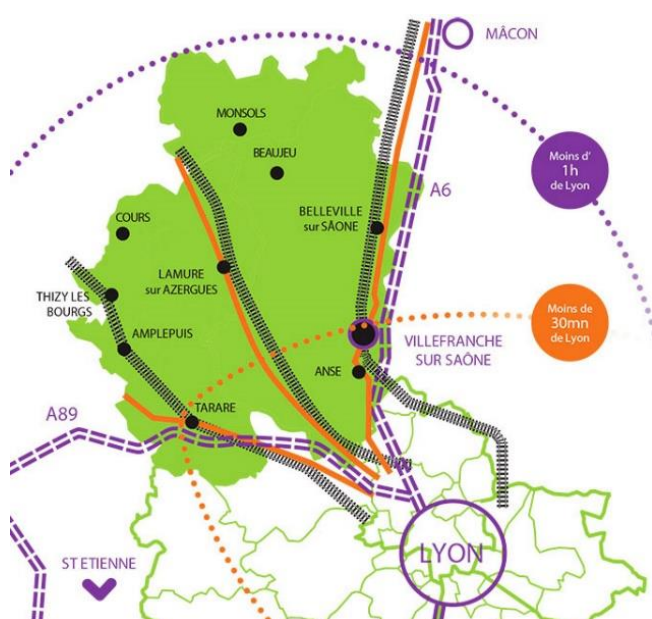 MÂCON
MONSOLS
BEAUJEU
Moins d'
1h
de Lyon
A6
BELLEVILLE
sur SÂONE
COURS
LAMURE
sur AZERGUES
THIZY LES
BOURGS
AMPLEPUIS
Moins de
30mn
de Lyon
VILLEFRANCHE
SUR SAÔNE
ANSE
TARARE
A89
LYON
ST ETIENNE